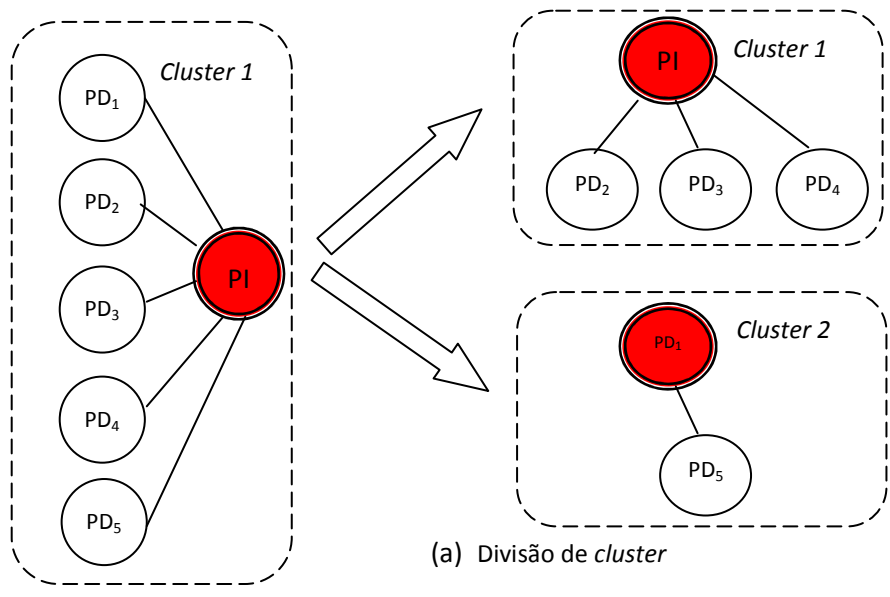 Cluster 1
PD₁
PD₂
PD₃
PD₄
PD₅
PI
PI
Cluster 1
PD₂
PD₃
PD₄
PD₁
Cluster 2
PD₅
(a) Divisão de cluster